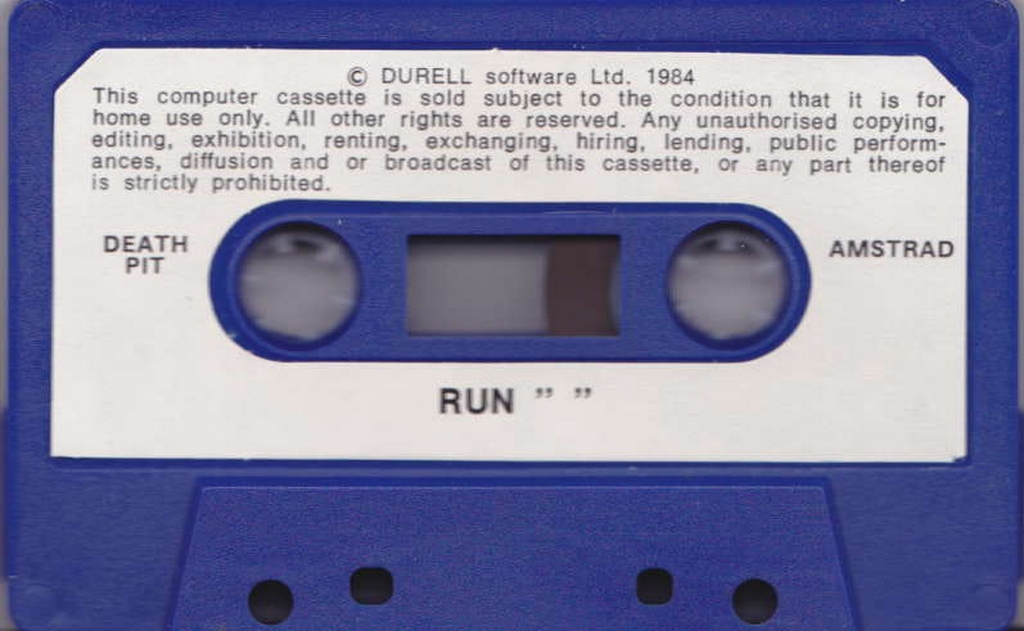 © DURELL software Ltd. 1984
This computer cassette is sold subject to the condition that it is for
home use only. All other rights are reserved. Any unauthorised copying,
editing, exhibition, renting, exchanging, hiring, lending, public perform-
ances, diffusion and or broadcast of this cassette, or any part thereof
is strictly prohibited.
DEATH
PIT
AMSTRAD
RUN ” ”